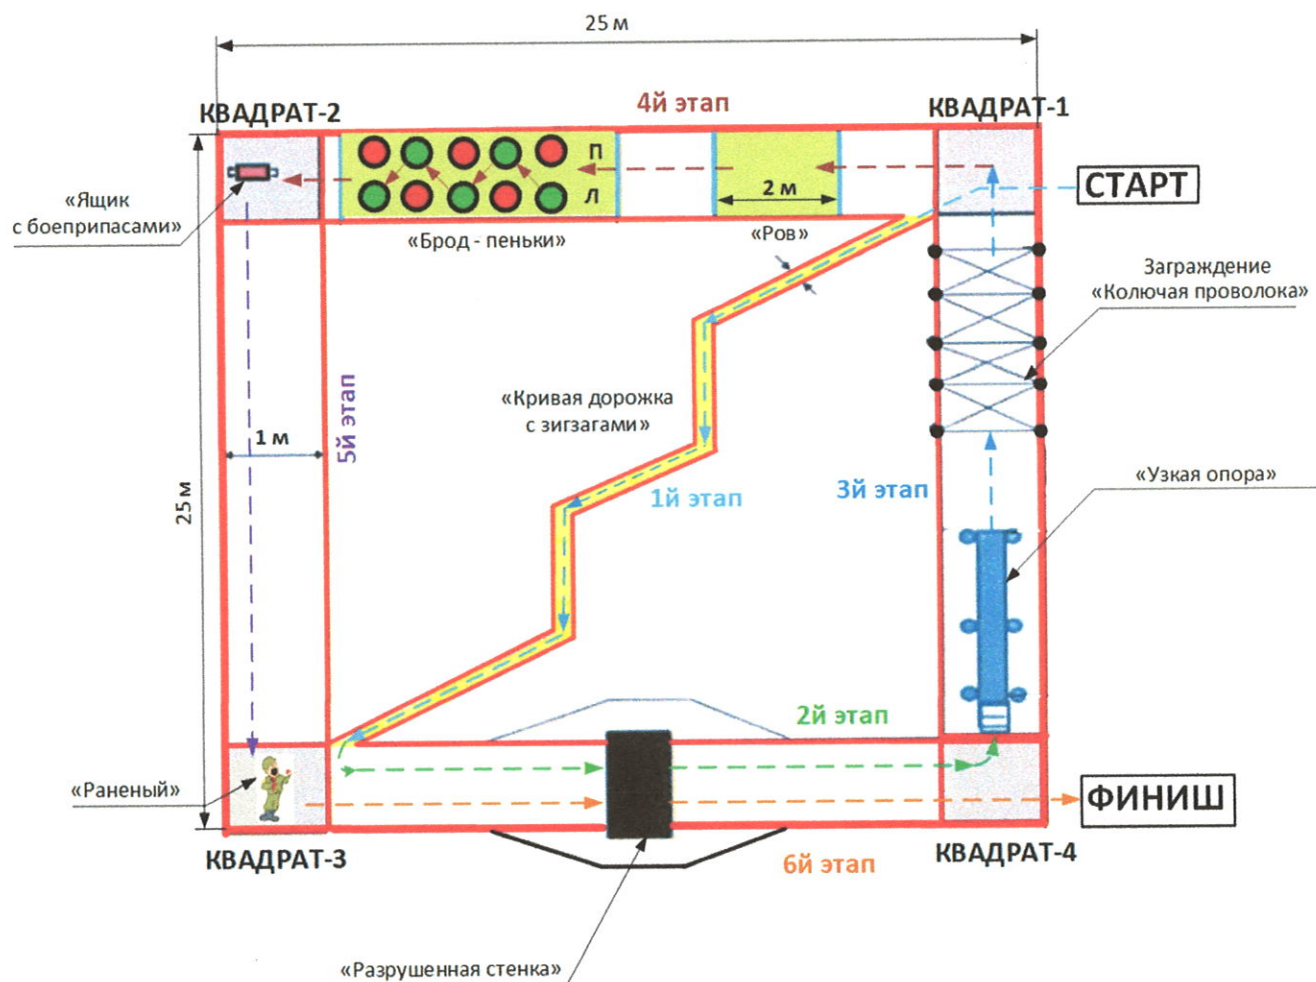 25 м
КВАДРАТ-2
4й этап
КВАДРАТ-1
П
Л
2 м
СТАРТ
«Ящик
с боеприпасами»
«Брод - пеньки»
«Ров»
Заграждение
«Колючая проволока»
5й этап
«Кривая дорожка
с зигзагами»
1 м
25 м
1й этап
3й этап
«Узкая опора»
2й этап
«Раненый»
ФИНИШ
КВАДРАТ-3
6й этап
КВАДРАТ-4
«Разрушенная стенка»